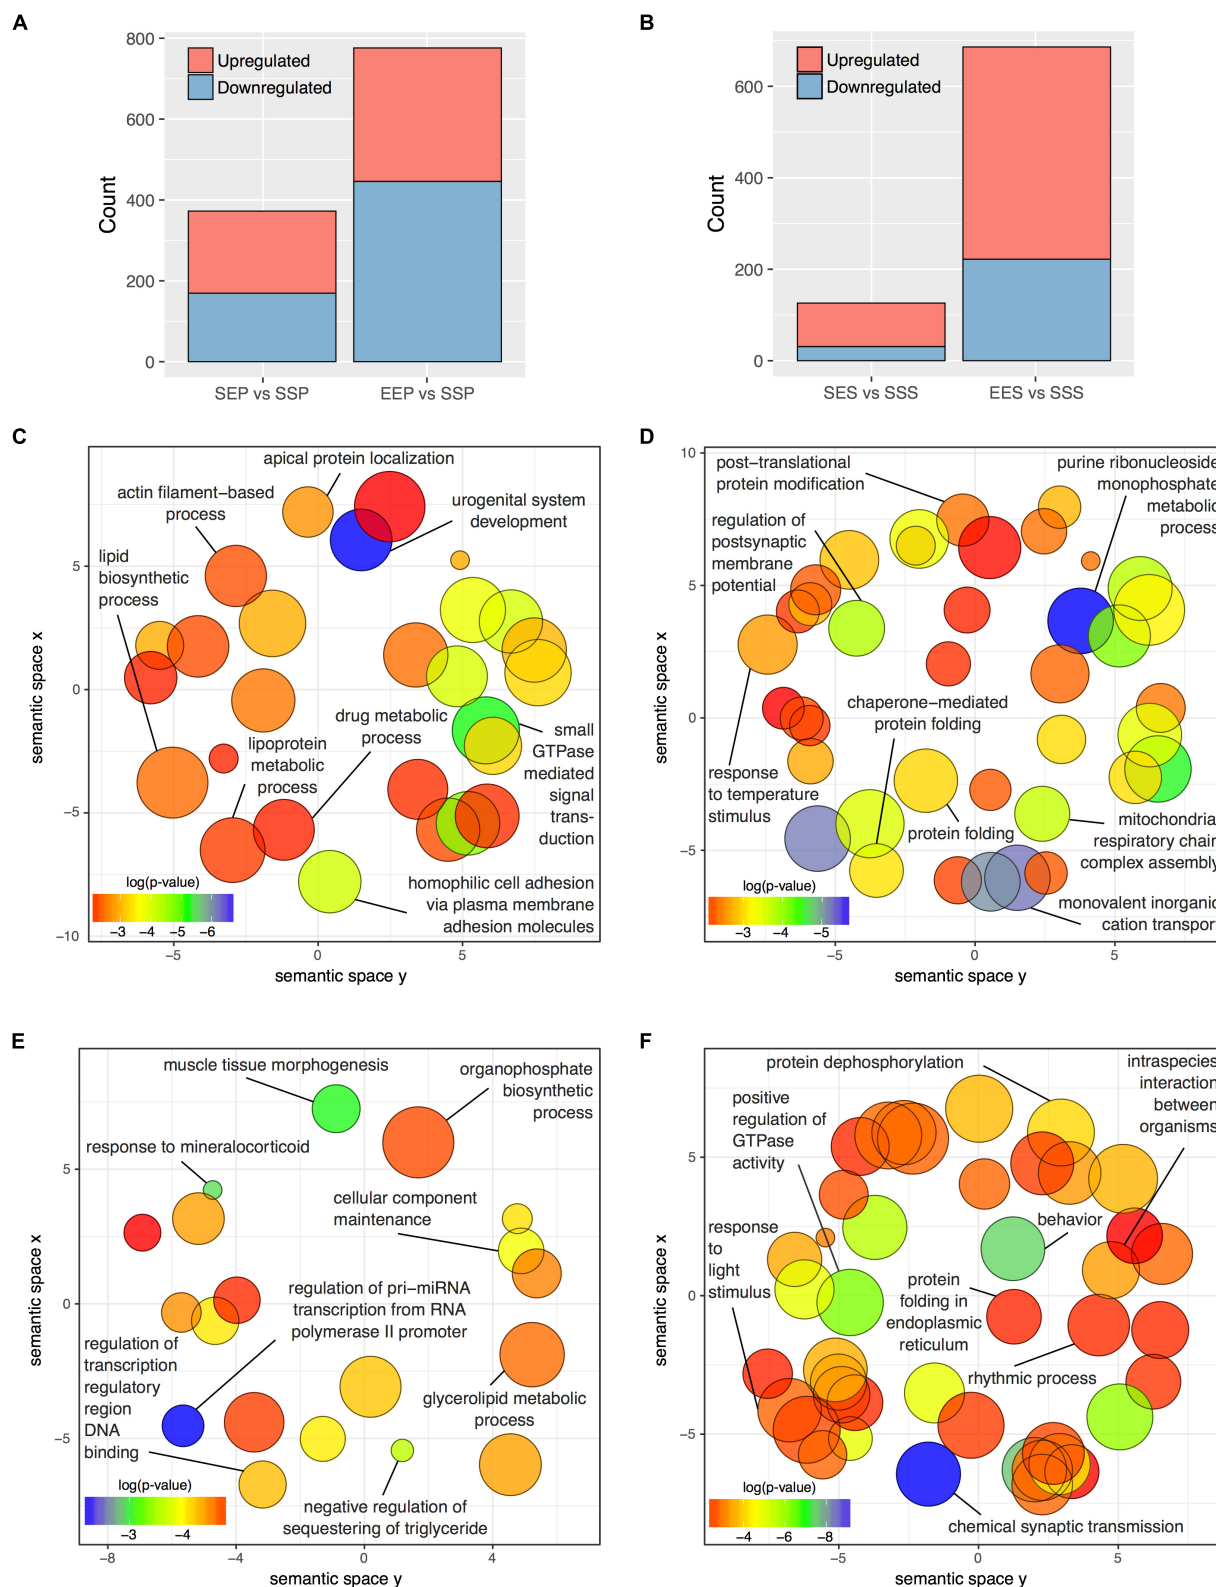 A
800
600
400
200
0
Count
Upregulated
Downregulated
SEP vs SSP
EEP vs SSP
B
600
400
200
0
Count
Upregulated
Downregulated
SES vs SSS
EES vs SSS
C
apical protein localization
actin filament−based
process
urogenital system
development
lipid
biosynthetic
process
drug metabolic
process
lipoprotein
metabolic
process
small
GTPase
mediated
signal
trans-
duction
homophilic cell adhesion
via plasma membrane
adhesion molecules
log(p-value)
−3 −4 −5 −6
5
0
−5
−10
−5 0 5
semantic space x
semantic space y
D
post−translational
protein modification
purine ribonucleoside
monophosphate
metabolic
process
regulation of
postsynaptic
membrane
potential
chaperone−mediated
protein folding
response
to temperature
stimulus
protein folding
mitochondria
respiratory chain
complex assembly
monovalent inorganic
cation transport
log(p-value)
−3 −4 −5
10
5
0
−5
−5 0 5
semantic space x
semantic space y
E
muscle tissue morphogenesis
organophosphate
biosynthetic
process
response to mineralocorticoid
cellular component
maintenance
regulation of pri−miRNA
transcription from RNA
polymerase II promoter
regulation of
transcription
regulatory
region
DNA
binding
glycerolipid metabolic
process
negative regulation of
sequestering of triglyceride
log(p-value)
−3 −4
5
0
−5
−8 −4 0 4
semantic space x
semantic space y
F
protein dephosphorylation
intraspecies
interaction
between
organisms
positive
regulation of
GTPase
activity
response
to
light
stimulus
behavior
protein
folding in
endoplasmic
reticulum
rhythmic process
chemical synaptic transmission
log(p-value)
−4 −6 −8
5
0
−5
−5 0 5
semantic space x
semantic space y